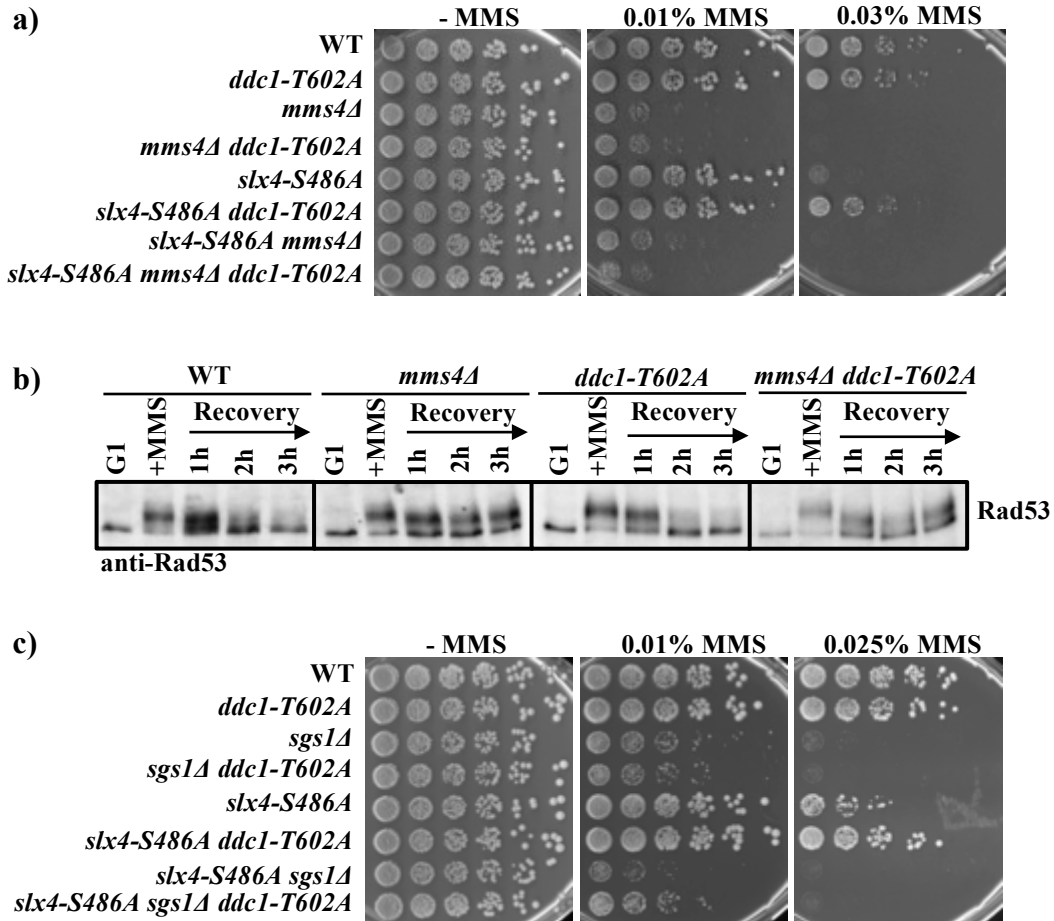 a)
- MMS 0.01% MMS 0.03% MMS
WT
ddc1-T602A
mms4Δ
mms4Δ ddc1-T602A
slx4-S486A
slx4-S486A ddc1-T602A
slx4-S486A mms4Δ
slx4-S486A mms4Δ ddc1-T602A
b)
WT mms4Δ ddc1-T602A mms4Δ ddc1-T602A
Recovery Recovery Recovery Recovery
G1 +MMS 1h 2h 3h G1 +MMS 1h 2h 3h G1 +MMS 1h 2h 3h G1 +MMS 1h 2h 3h
Rad53
anti-Rad53
c)
- MMS 0.01% MMS 0.025% MMS
WT
ddc1-T602A
sgs1Δ
sgs1Δ ddc1-T602A
slx4-S486A
slx4-S486A ddc1-T602A
slx4-S486A sgs1Δ
slx4-S486A sgs1Δ ddc1-T602A